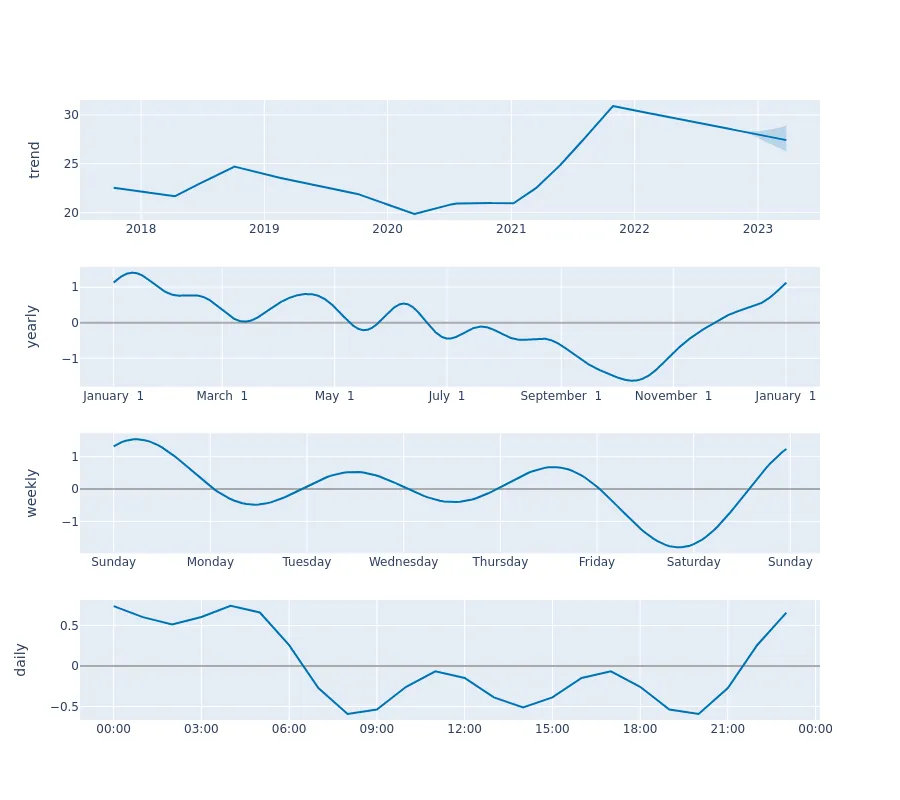 trend
30
25
20
2018 2019 2020 2021 2022 2023
yearly
1
0
−1
January 1 March 1 May 1 July 1 September 1 November 1 January 1
weekly
1
0
−1
Sunday Monday Tuesday Wednesday Thursday Friday Saturday Sunday
daily
0.5
0
−0.5
00:00 03:00 06:00 09:00 12:00 15:00 18:00 21:00 00:00